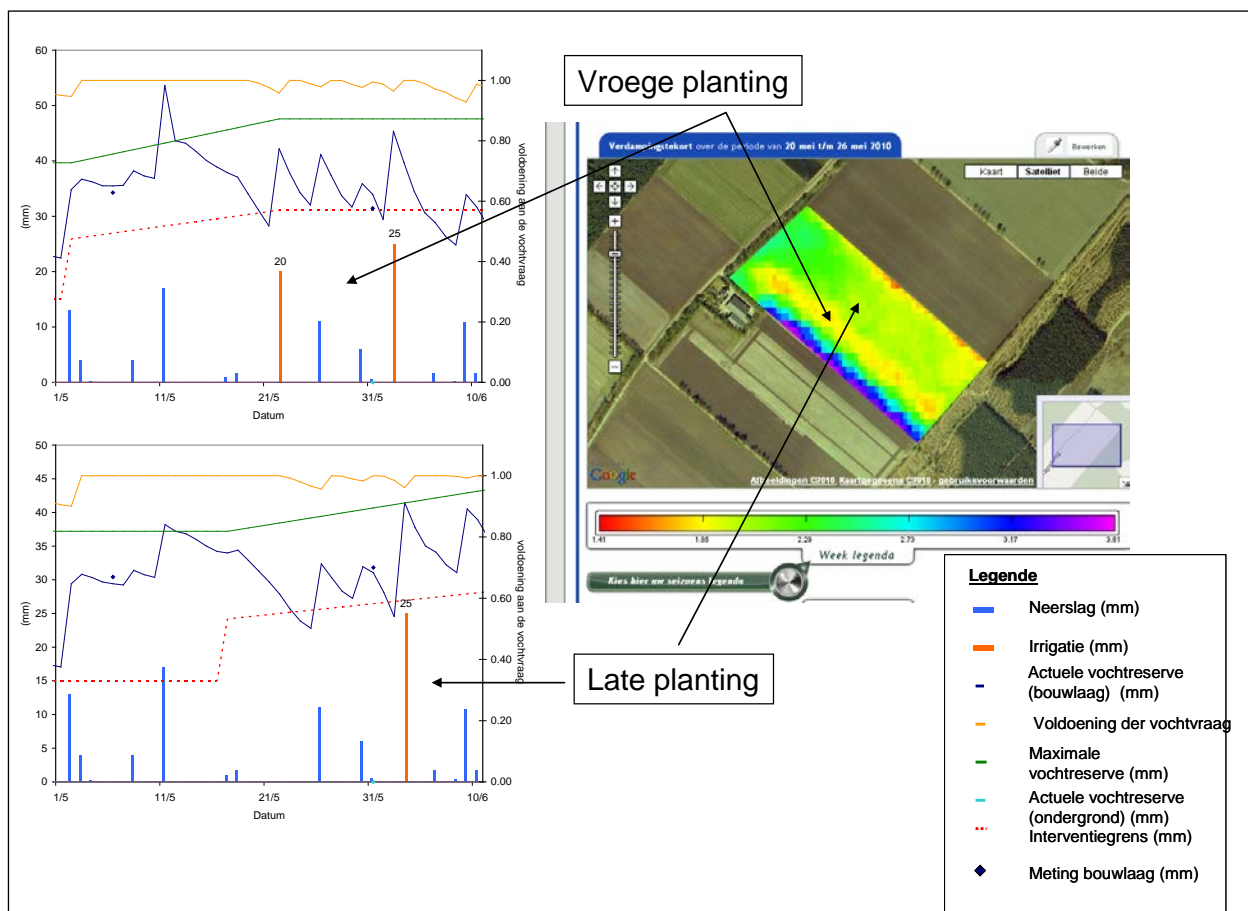 60
50
40
30
20
10
0
(mm)
1.00
0.80
0.60
0.40
0.20
0.00
voldoening aan de vochtvraag
20
25
1/5
11/5
21/5
31/5
10/6
Datum
50
45
40
35
30
25
20
15
10
5
0
(mm)
1.00
0.80
0.60
0.40
0.20
0.00
voldoening aan de vochtvraag
25
1/5
11/5
21/5
31/5
10/6
Datum
Vroege planting
Verdampingstekort over de periode van 20 mei t/m 26 mei 2010
Bewerken
Kaart Satelliet Beide
Google
Afbeeldingen ©2010, Kaartgegevens ©2010 - gebruiksvoorwaarden
1.41 1.85 2.29 2.73 3.17 3.61
Week legenda
Kies hier uw seizoens legenda
Late planting
Legende
Neerslag (mm)
Irrigatie (mm)
Actuele vochtreserve
(bouwlaag) (mm)
Voldoening der vochtvraag
Maximale
vochtreserve (mm)
Actuele vochtreserve
(ondergrond) (mm)
Interventiegrens (mm)
Meting bouwlaag (mm)